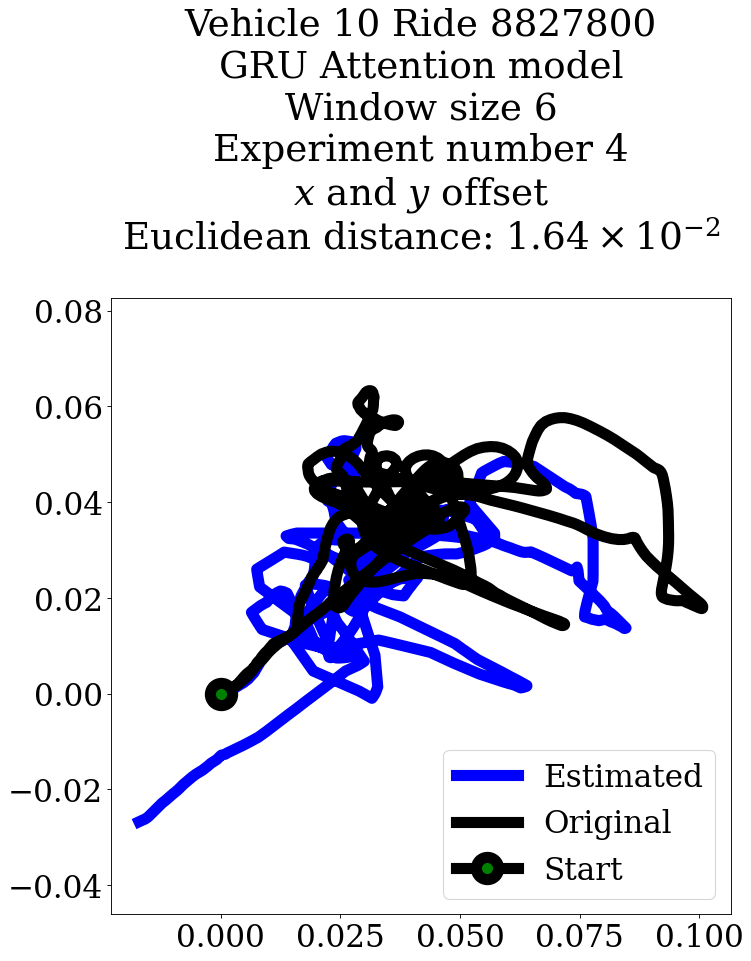 Vehicle 10 Ride 8827800
GRU Attention model
Window size 6
Experiment number 4
x and y offset
Euclidean distance: 1.64 × 10⁻²
0.08
0.06
0.04
0.02
0.00
−0.02
−0.04
Estimated
Original
Start
0.000 0.025 0.050 0.075 0.100